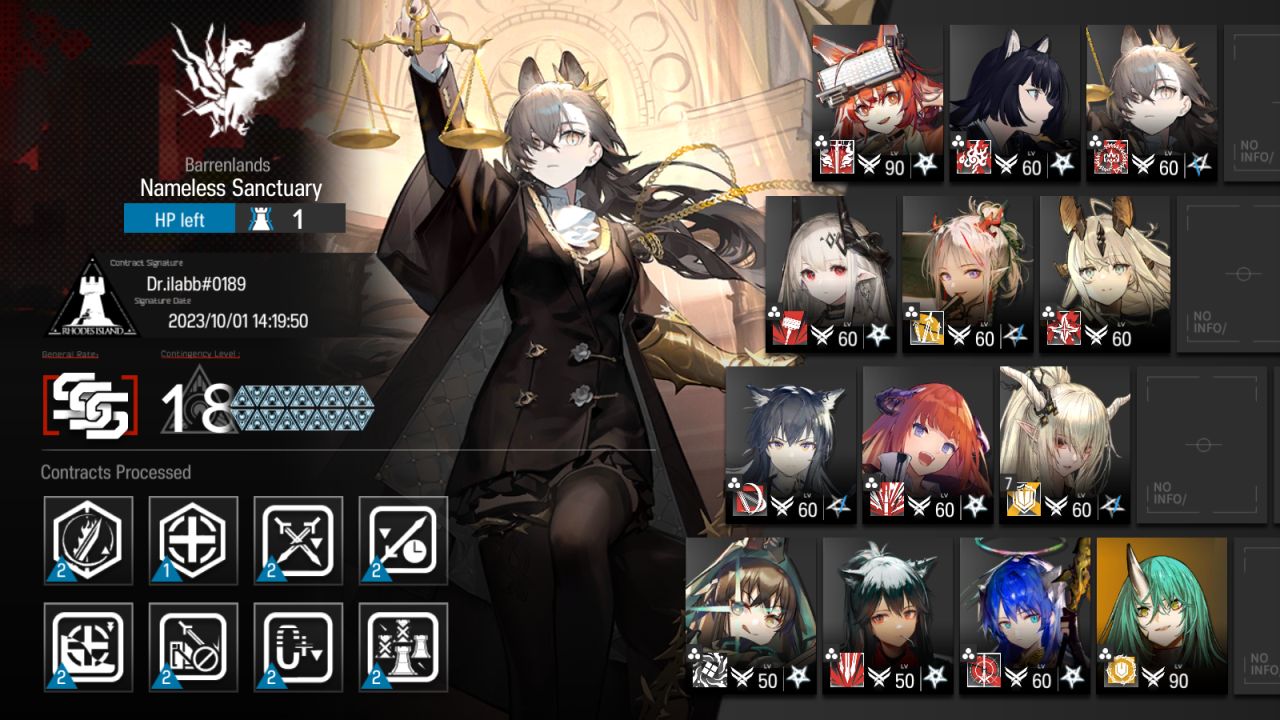 Barrenlands
Nameless Sanctuary
HP left 1
Contract Signature
Dr.ilabb#0189
Signature Date
2023/10/01 14:19:50
RHODES ISLAND
General Rate:
Contingency Level :
SSS
18
Contracts Processed
2 1 2 2
2 2 2 2
LV 90
LV 60
LV 60
NO INFO/
LV 60
LV 60
LV 60
NO INFO/
LV 60
LV 60
7 LV 60
NO INFO/
LV 50
LV 50
LV 60
LV 90
NO INFO